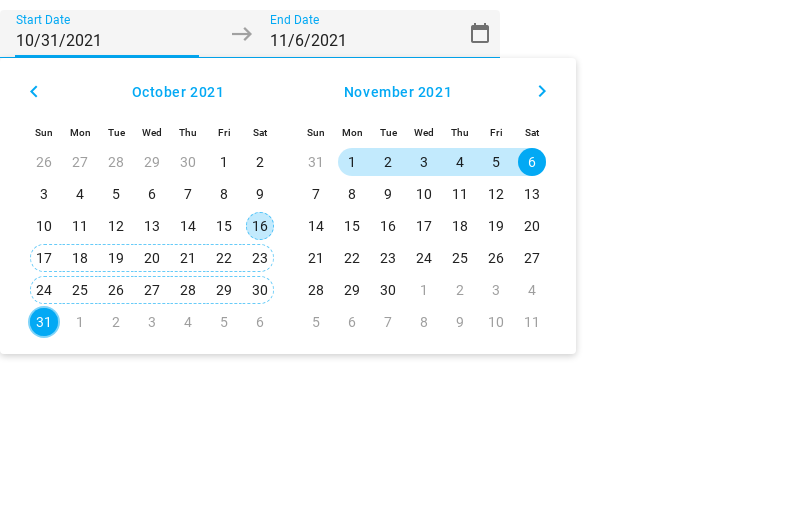 Start Date End Date
10/31/2021 11/6/2021
October 2021 November 2021
Sun Mon Tue Wed Thu Fri Sat Sun Mon Tue Wed Thu Fri Sat
26 27 28 29 30 1 2 31 1 2 3 4 5 6
3 4 5 6 7 8 9 7 8 9 10 11 12 13
10 11 12 13 14 15 16 14 15 16 17 18 19 20
17 18 19 20 21 22 23 21 22 23 24 25 26 27
24 25 26 27 28 29 30 28 29 30 1 2 3 4
31 1 2 3 4 5 6 5 6 7 8 9 10 11